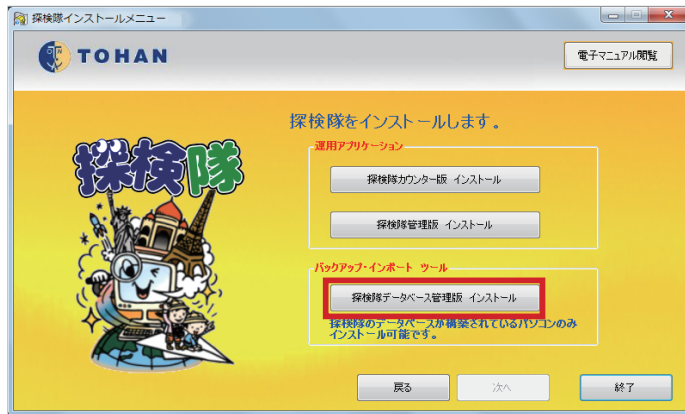 探検隊インストールメニュー
TOHAN
電子マニュアル閲覧
探検隊をインストールします。
探検隊
運用アプリケーション
探検隊カウンター版 インストール
探検隊管理版 インストール
バックアップ・インポート ツール
探検隊データベース管理版 インストール
探検隊のデータベースが構築されているパソコンのみ
インストール可能です。
戻る
次へ
終了